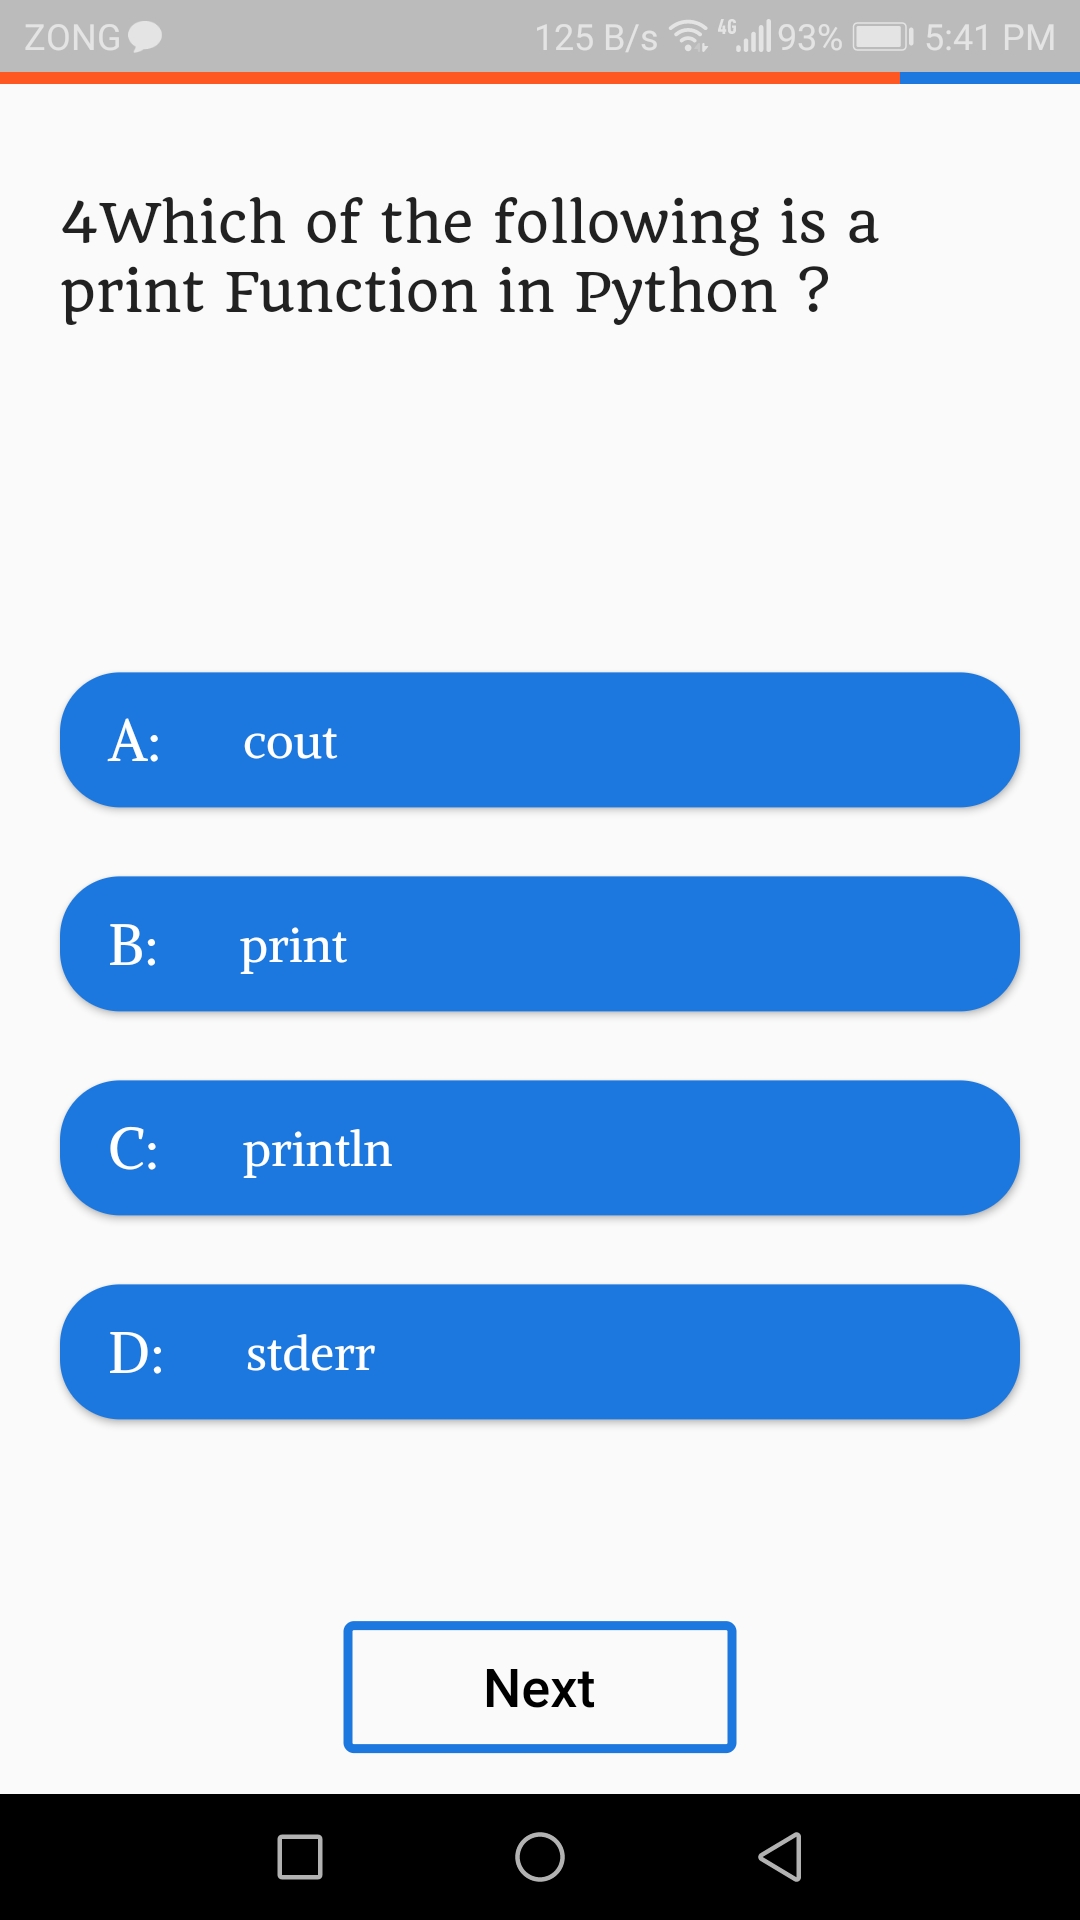 ZONG 125 B/s 4G 93% 5:41 PM
4Which of the following is a
print Function in Python ?
A: cout
B: print
C: println
D: stderr
Next